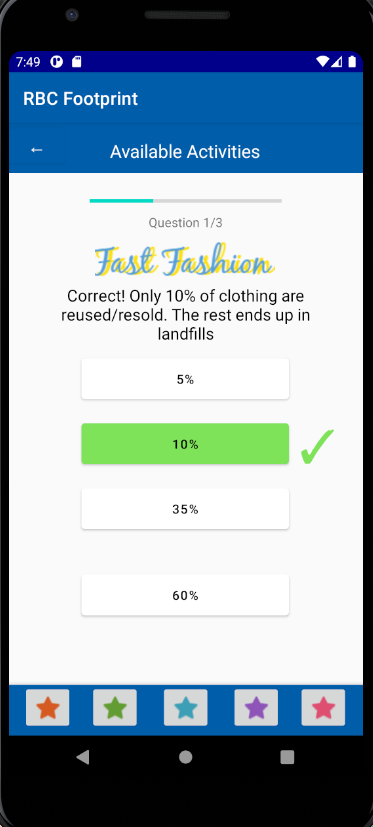 7:49
RBC Footprint
← Available Activities
Question 1/3
Fast Fashion
Correct! Only 10% of clothing are
reused/resold. The rest ends up in
landfills
5%
10%
35%
60%